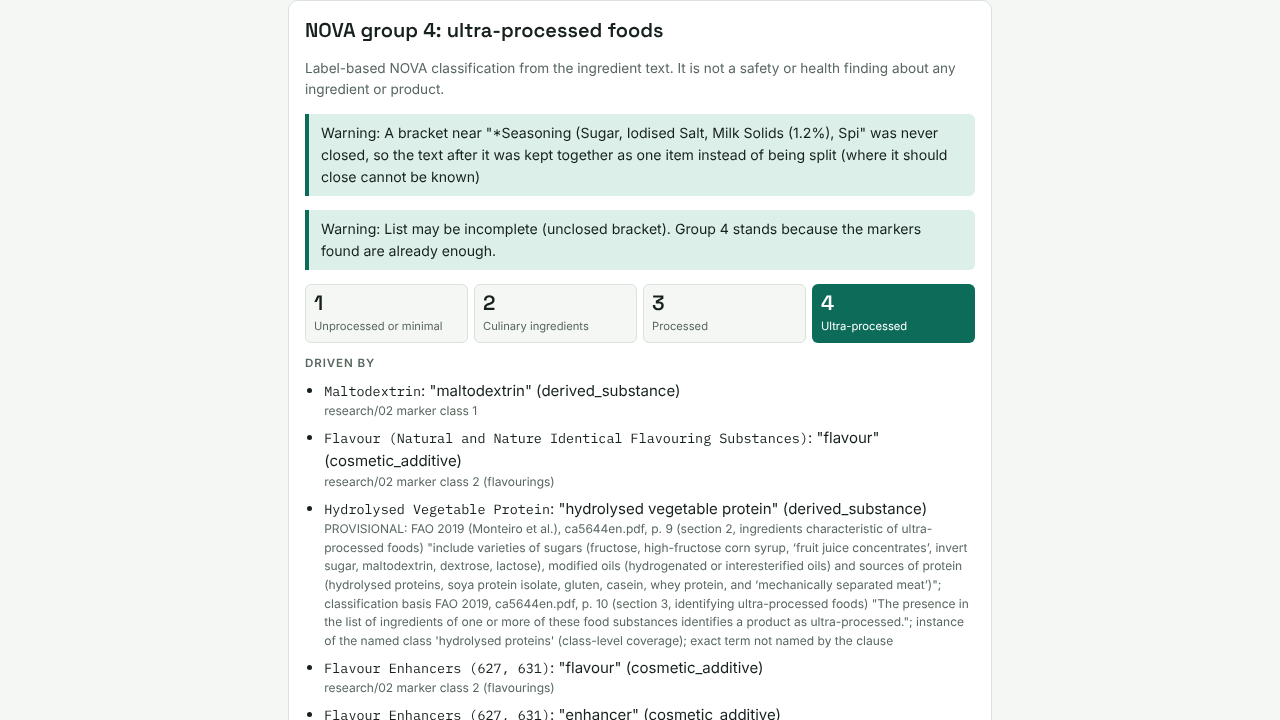 NOVA group 4: ultra-processed foods
Label-based NOVA classification from the ingredient text. It is not a safety or health finding about any
ingredient or product.
Warning: A bracket near "*Seasoning (Sugar, Iodised Salt, Milk Solids (1.2%), Spi" was never
closed, so the text after it was kept together as one item instead of being split (where it should
close cannot be known)
Warning: List may be incomplete (unclosed bracket). Group 4 stands because the markers
found are already enough.
1
Unprocessed or minimal
2
Culinary ingredients
3
Processed
4
Ultra-processed
DRIVEN BY
Maltodextrin: "maltodextrin" (derived_substance)
research/02 marker class 1
Flavour (Natural and Nature Identical Flavouring Substances): "flavour"
(cosmetic_additive)
research/02 marker class 2 (flavourings)
Hydrolysed Vegetable Protein: "hydrolysed vegetable protein" (derived_substance)
PROVISIONAL: FAO 2019 (Monteiro et al.), ca5644en.pdf, p. 9 (section 2, ingredients characteristic of ultra-
processed foods) "include varieties of sugars (fructose, high-fructose corn syrup, ‘fruit juice concentrates’, invert
sugar, maltodextrin, dextrose, lactose), modified oils (hydrogenated or interesterified oils) and sources of protein
(hydrolysed proteins, soya protein isolate, gluten, casein, whey protein, and ‘mechanically separated meat’)";
classification basis FAO 2019, ca5644en.pdf, p. 10 (section 3, identifying ultra-processed foods) "The presence in
the list of ingredients of one or more of these food substances identifies a product as ultra-processed."; instance
of the named class 'hydrolysed proteins' (class-level coverage); exact term not named by the clause
Flavour Enhancers (627, 631): "flavour" (cosmetic_additive)
research/02 marker class 2 (flavourings)
Flavour Enhancers (627, 631): "enhancer" (cosmetic_additive)